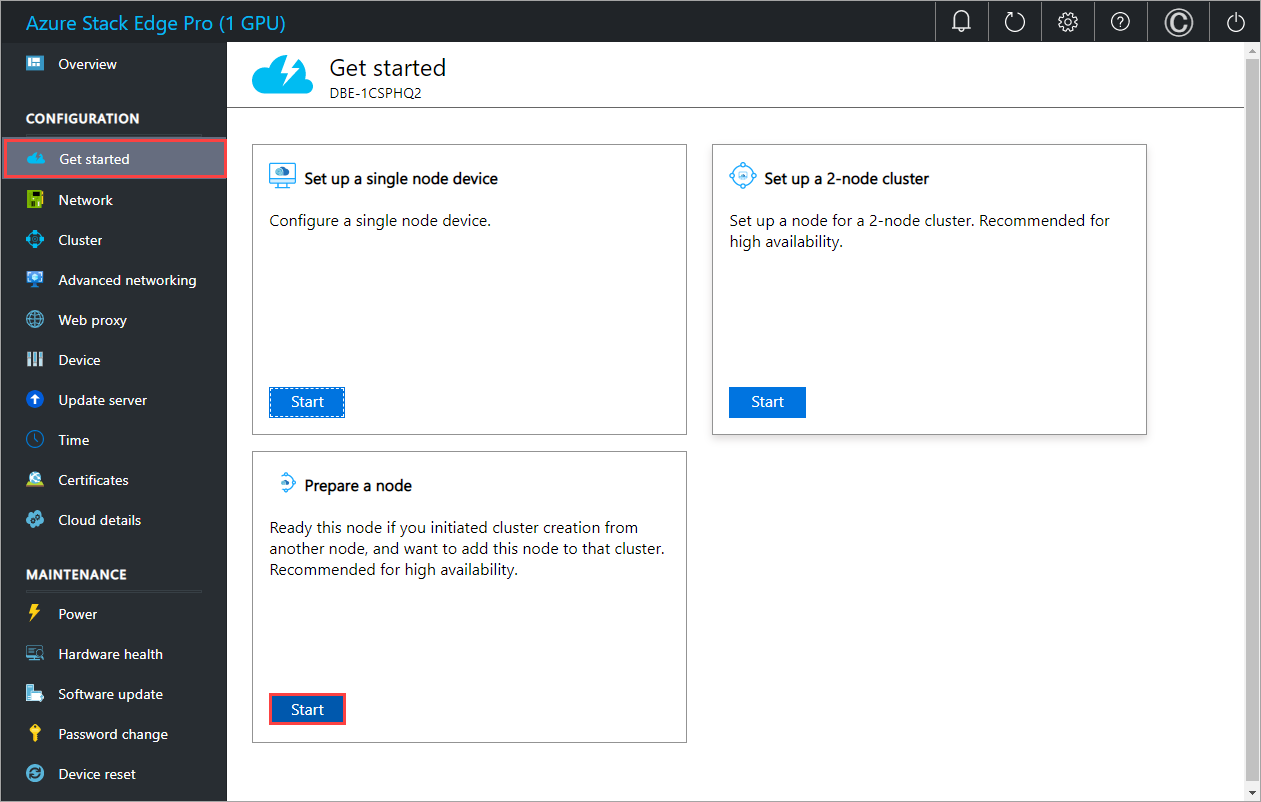 Azure Stack Edge Pro (1 GPU)
Overview
CONFIGURATION
Get started
Network
Cluster
Advanced networking
Web proxy
Device
Update server
Time
Certificates
Cloud details
MAINTENANCE
Power
Hardware health
Software update
Password change
Device reset
Get started
DBE-1CSPHQ2
Set up a single node device
Configure a single node device.
Start
Set up a 2-node cluster
Set up a node for a 2-node cluster. Recommended for
high availability.
Start
Prepare a node
Ready this node if you initiated cluster creation from
another node, and want to add this node to that cluster.
Recommended for high availability.
Start